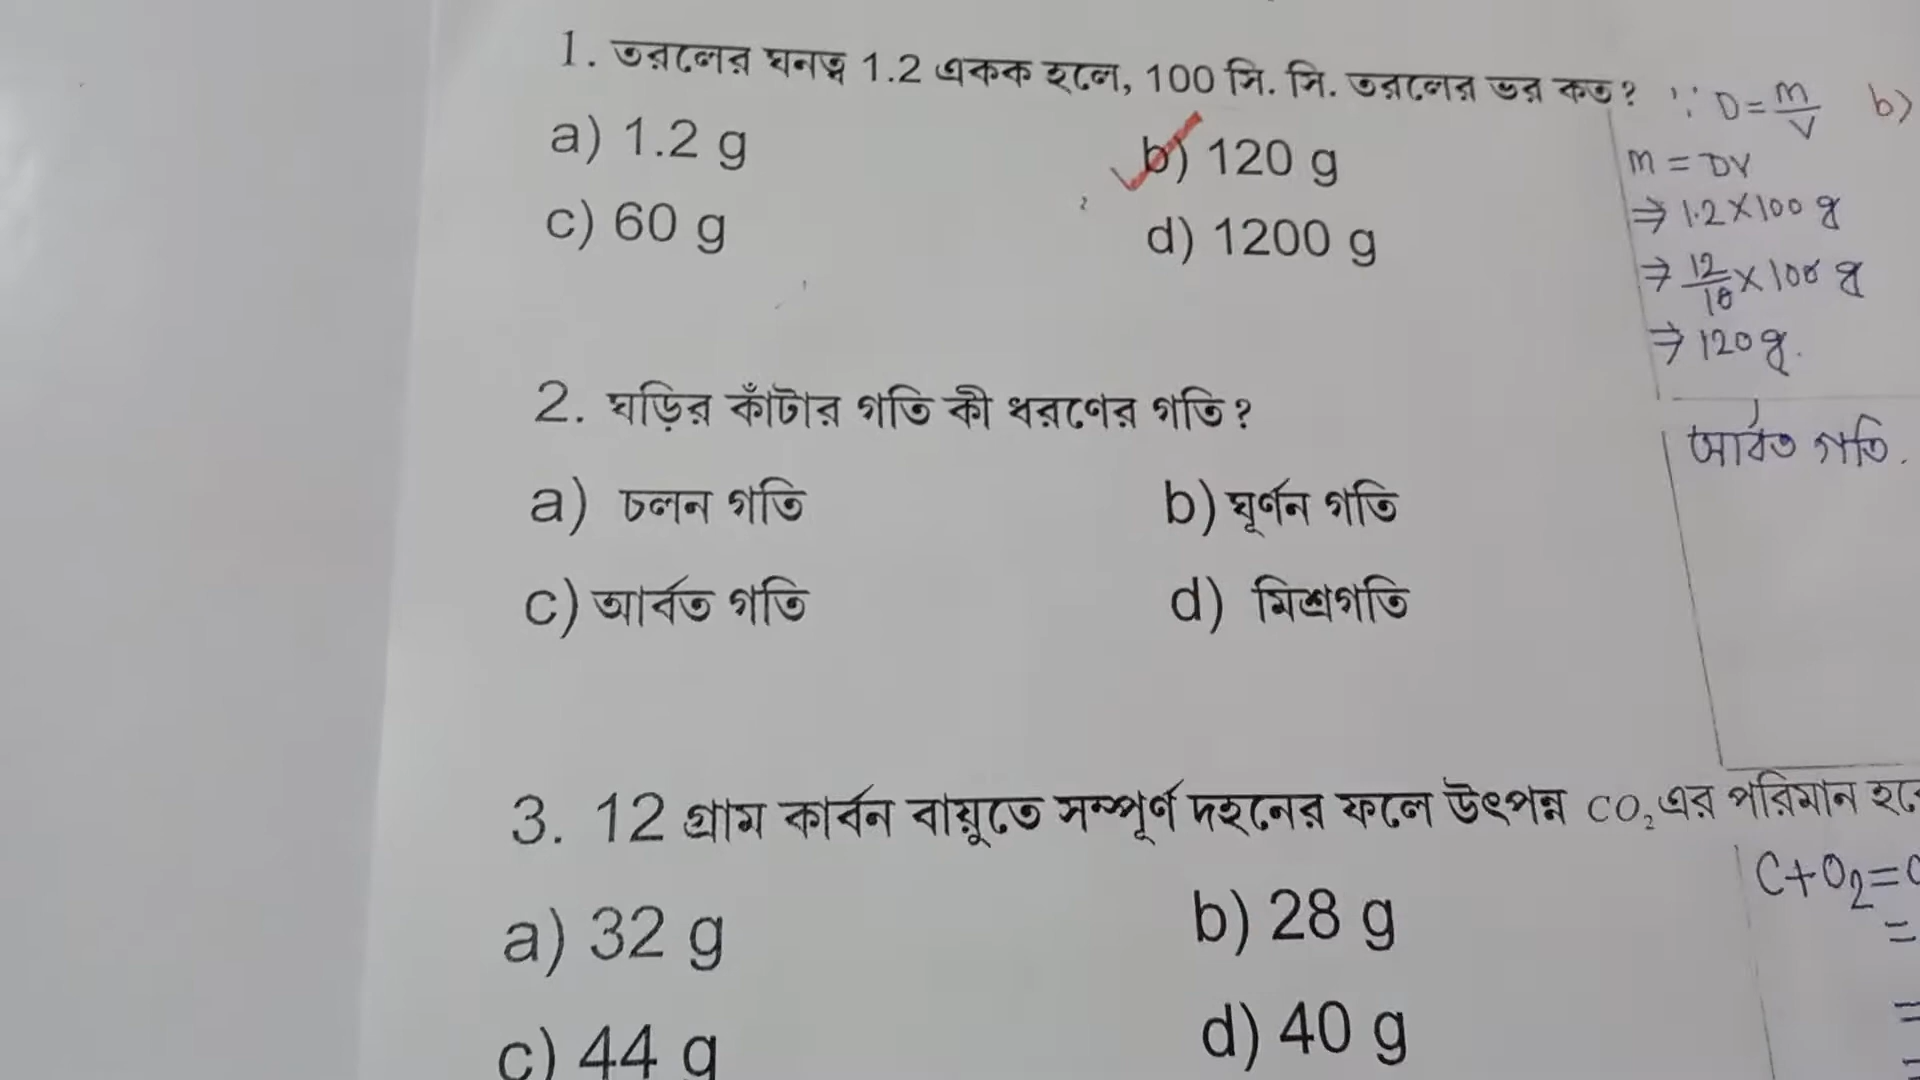 1. তরলের ঘনত্ব 1.2 একক হলে, 100 সি. সি. তরলের ভর কত? ∵ D = m/V b)
a) 1.2 g b) 120 g
c) 60 g d) 1200 g
m = DV
⇒ 1.2 × 100 g
⇒ 12/10 × 100 g
⇒ 120 g.
2. ঘড়ির কাঁটার গতি কী ধরণের গতি?
a) চলন গতি b) ঘূর্ণন গতি
c) আর্বত গতি d) মিশ্রগতি
আর্বত গতি.
3. 12 গ্রাম কার্বন বায়ুতে সম্পূর্ণ দহনের ফলে উৎপন্ন CO₂ এর পরিমান
a) 32 g b) 28 g
c) 44 g d) 40 g
C+O₂=
=
=